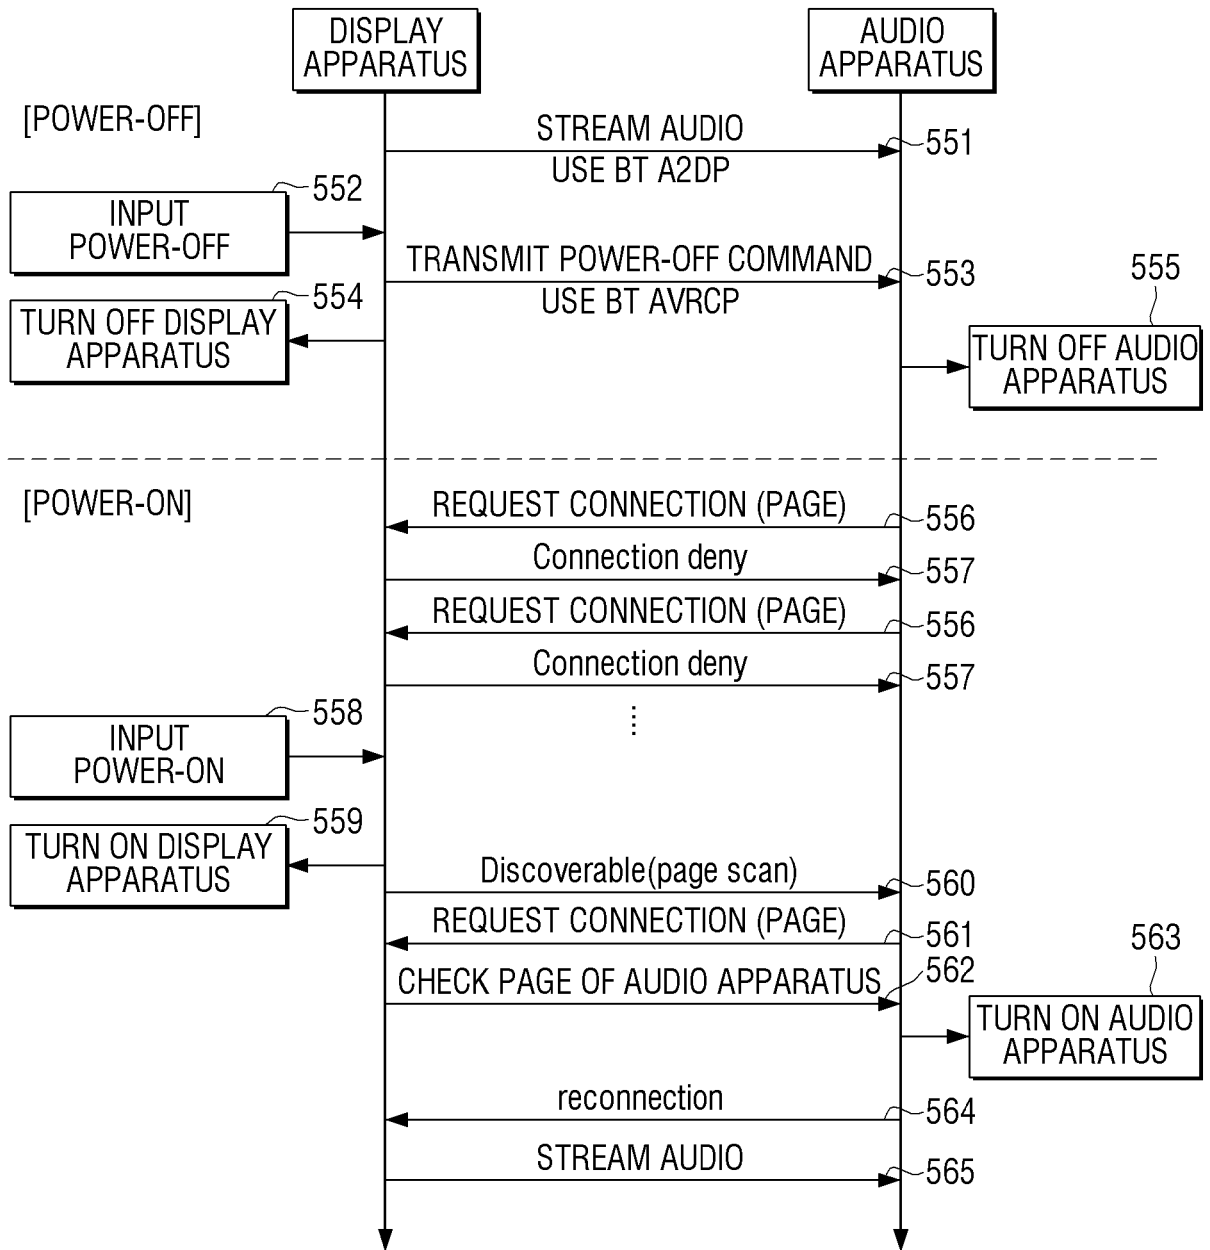 DISPLAY
APPARATUS
AUDIO
APPARATUS
[POWER-OFF]
STREAM AUDIO
551
USE BT A2DP
552
INPUT
POWER-OFF
TRANSMIT POWER-OFF COMMAND
553
USE BT AVRCP
554
TURN OFF DISPLAY
APPARATUS
555
TURN OFF AUDIO
APPARATUS
[POWER-ON]
REQUEST CONNECTION (PAGE)
556
Connection deny
557
REQUEST CONNECTION (PAGE)
556
Connection deny
557
558
INPUT
POWER-ON
559
TURN ON DISPLAY
APPARATUS
Discoverable(page scan)
560
REQUEST CONNECTION (PAGE)
561
CHECK PAGE OF AUDIO APPARATUS
562
563
TURN ON AUDIO
APPARATUS
reconnection
564
STREAM AUDIO
565